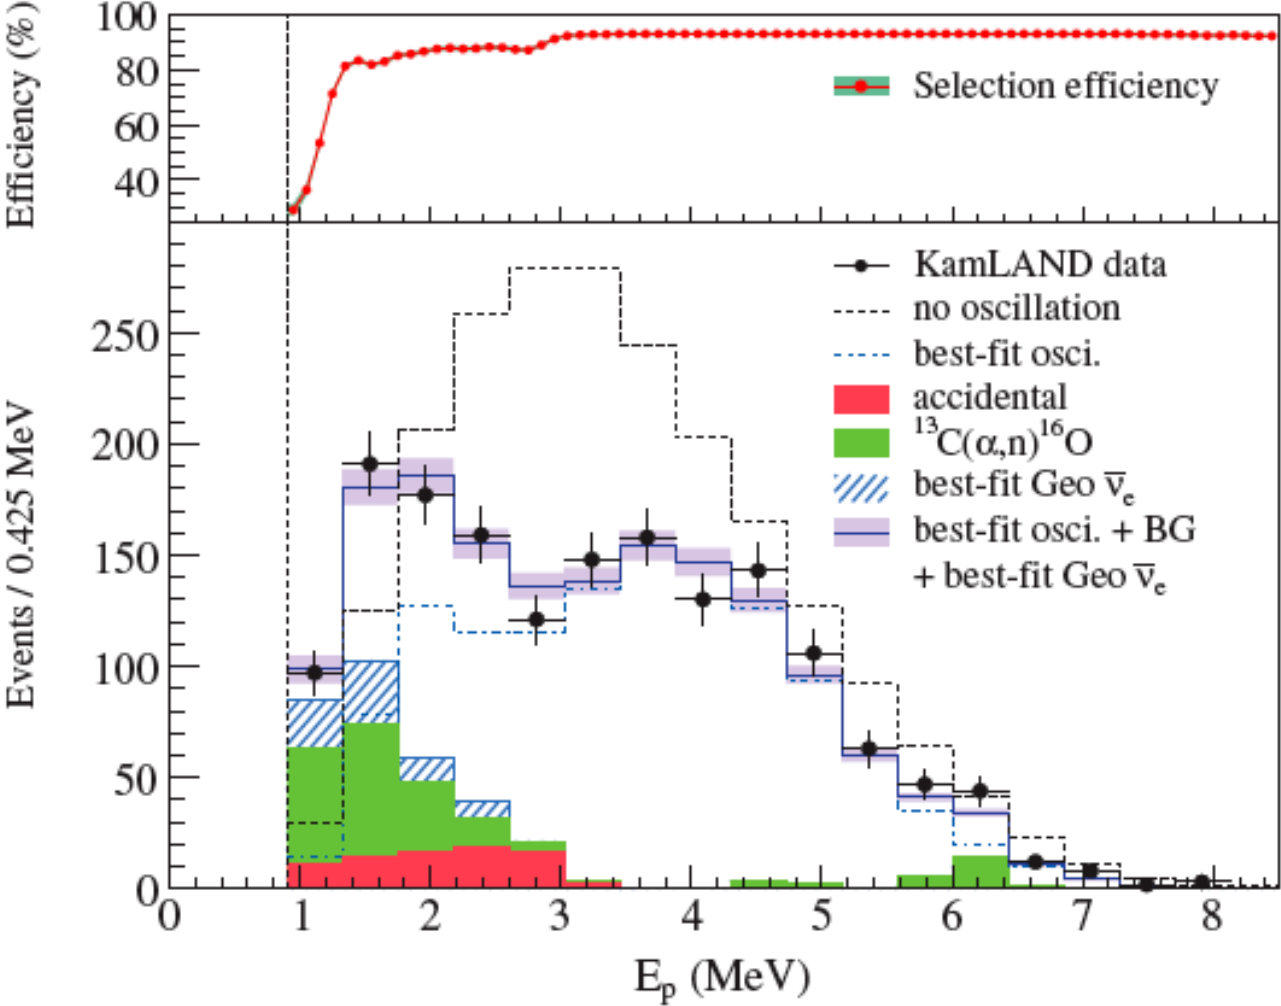 Efficiency (%)
100
80
60
40
Selection efficiency
Events / 0.425 MeV
250
200
150
100
50
0
KamLAND data
no oscillation
best-fit osci.
accidental
¹³C(α,n)¹⁶O
best-fit Geo ν̅ₑ
best-fit osci. + BG
+ best-fit Geo ν̅ₑ
0 1 2 3 4 5 6 7 8
Eₚ (MeV)